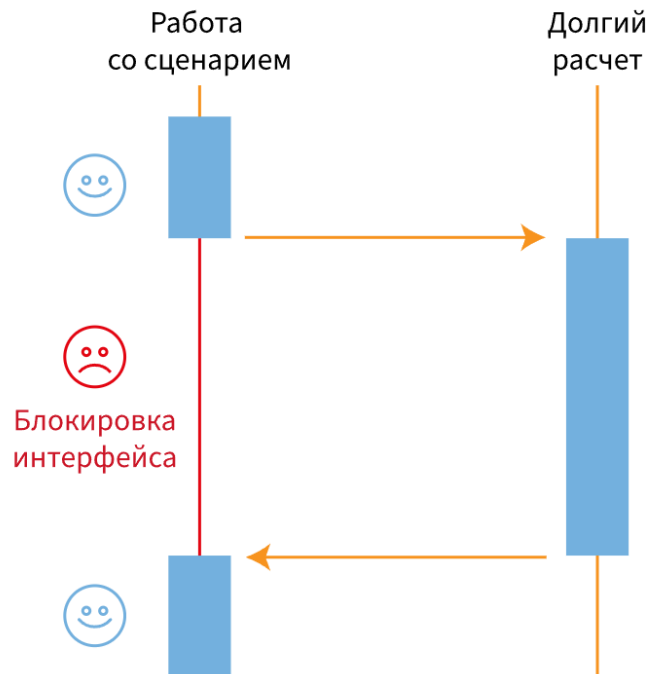 Работа
со сценарием
Долгий
расчет
Блокировка
интерфейса